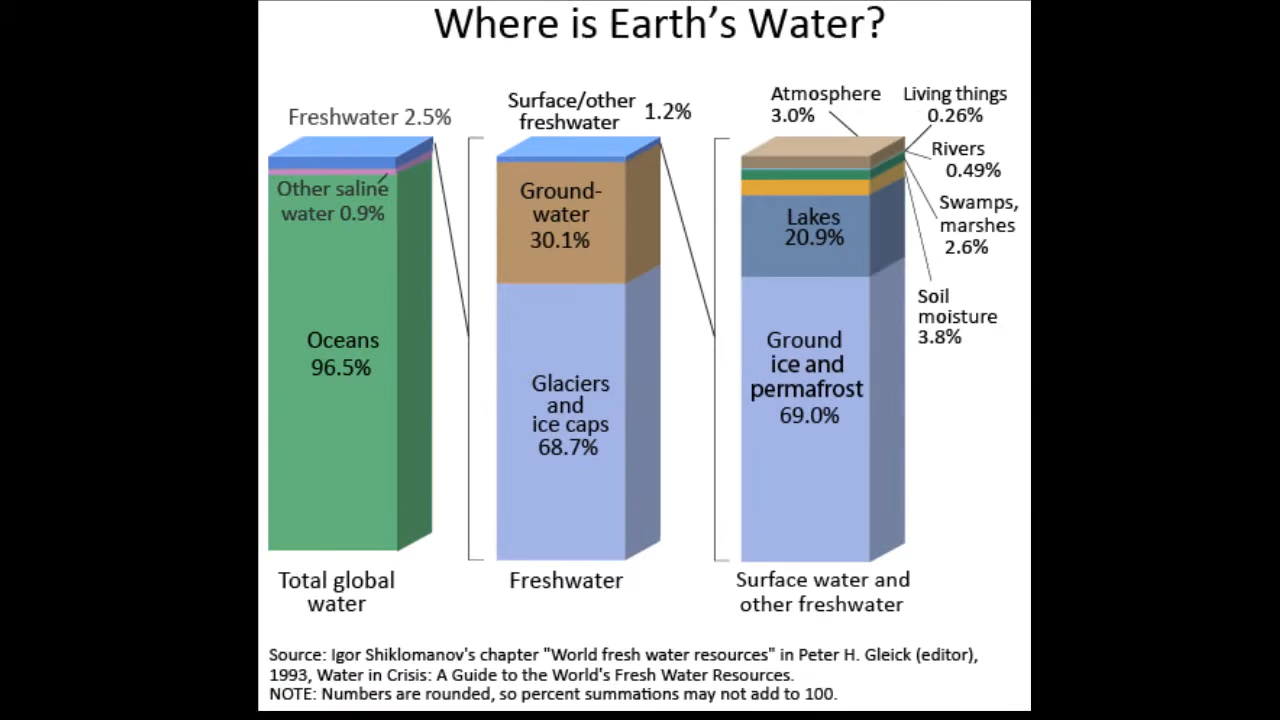 Where is Earth's Water?
Freshwater 2.5%
Other saline
water 0.9%
Oceans
96.5%
Total global
water
Surface/other
freshwater
1.2%
Ground-
water
30.1%
Glaciers
and
ice caps
68.7%
Freshwater
Atmosphere
3.0%
Living things
0.26%
Rivers
0.49%
Swamps,
marshes
2.6%
Soil
moisture
3.8%
Lakes
20.9%
Ground
ice and
permafrost
69.0%
Surface water and
other freshwater
Source: Igor Shiklomanov's chapter "World fresh water resources" in Peter H. Gleick (editor),
1993, Water in Crisis: A Guide to the World's Fresh Water Resources.
NOTE: Numbers are rounded, so percent summations may not add to 100.